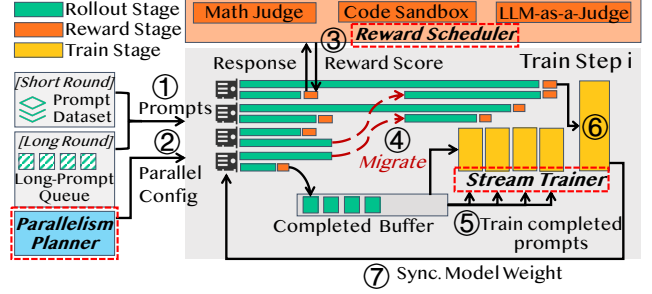 Rollout Stage
Reward Stage
Train Stage
Math Judge
Code Sandbox
LLM-as-a-Judge
③ Reward Scheduler
Response
Reward Score
Train Step i
[Short Round]
Prompt
Dataset
① Prompts
[Long Round]
Long-Prompt
Queue
② Parallel
Config
Parallelism
Planner
④
Migrate
⑥
Stream Trainer
Completed Buffer
⑤ Train completed
prompts
⑦ Sync. Model Weight